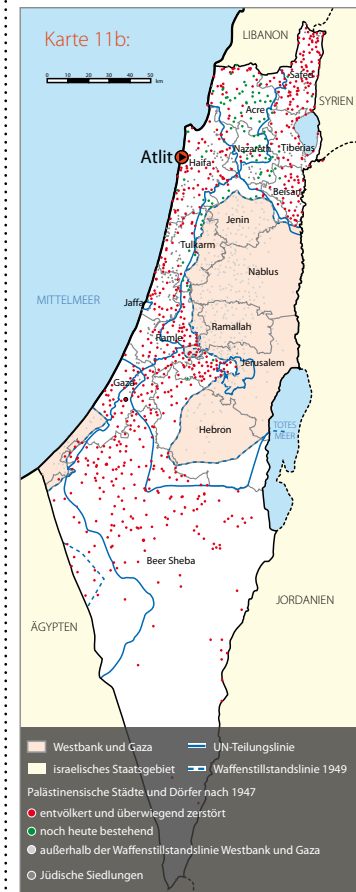 LIBANON
Karte 11b:
Safed
0 10 20 30 40 50 km
SYRIEN
Acre
Nazareth
Tiberias
Atlit
Haifa
Beisan
Jenin
Tulkarm
Nablus
MITTELMEER
Jaffa
Ramallah
Ramle
Jerusalem
Gaza
TOTES
MEER
Hebron
Beer Sheba
JORDANIEN
ÄGYPTEN
Westbank und Gaza
UN-Teilungslinie
israelisches Staatsgebiet
Waffenstillstandslinie 1949
Palästinensische Städte und Dörfer nach 1947
entvölkert und überwiegend zerstört
noch heute bestehend
außerhalb der Waffenstillstandslinie Westbank und Gaza
Jüdische Siedlungen